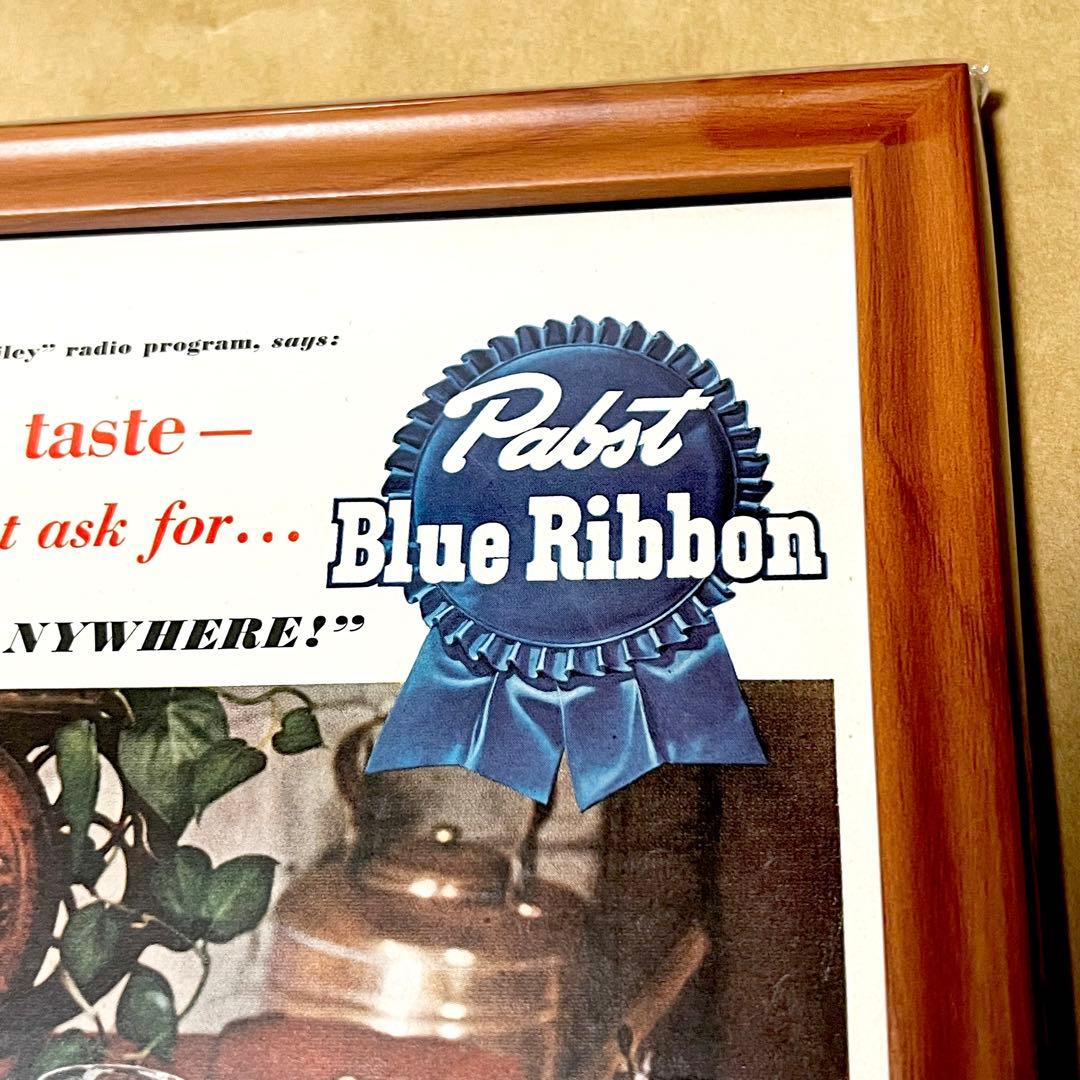 radio program, says:
taste—
ask for...
NYWHERE!”
Pabst
Blue Ribbon